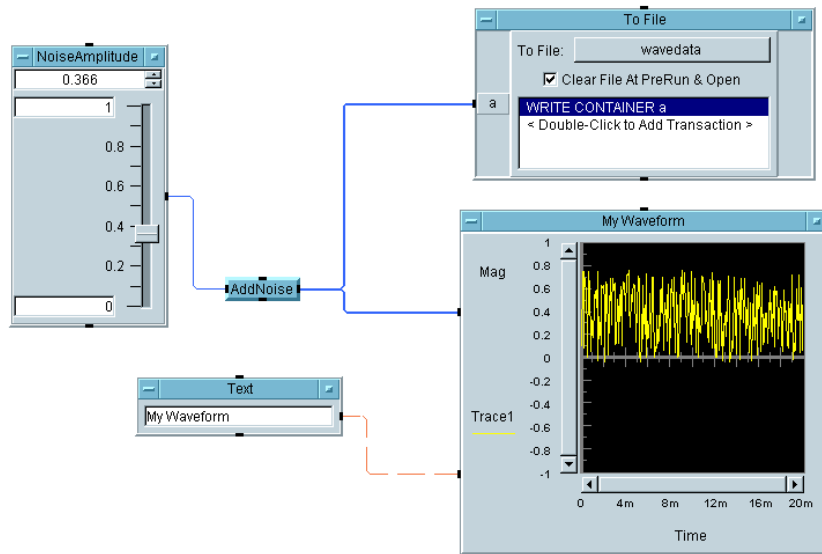 NoiseAmplitude
0.366
1
0.8
0.6
0.4
0.2
0
AddNoise
Text
My Waveform
To File
To File: wavedata
Clear File At PreRun & Open
a
WRITE CONTAINER a
< Double-Click to Add Transaction >
My Waveform
Mag
Trace1
1
0.8
0.6
0.4
0.2
0
-0.2
-0.4
-0.6
-0.8
-1
0 4m 8m 12m 16m 20m
Time